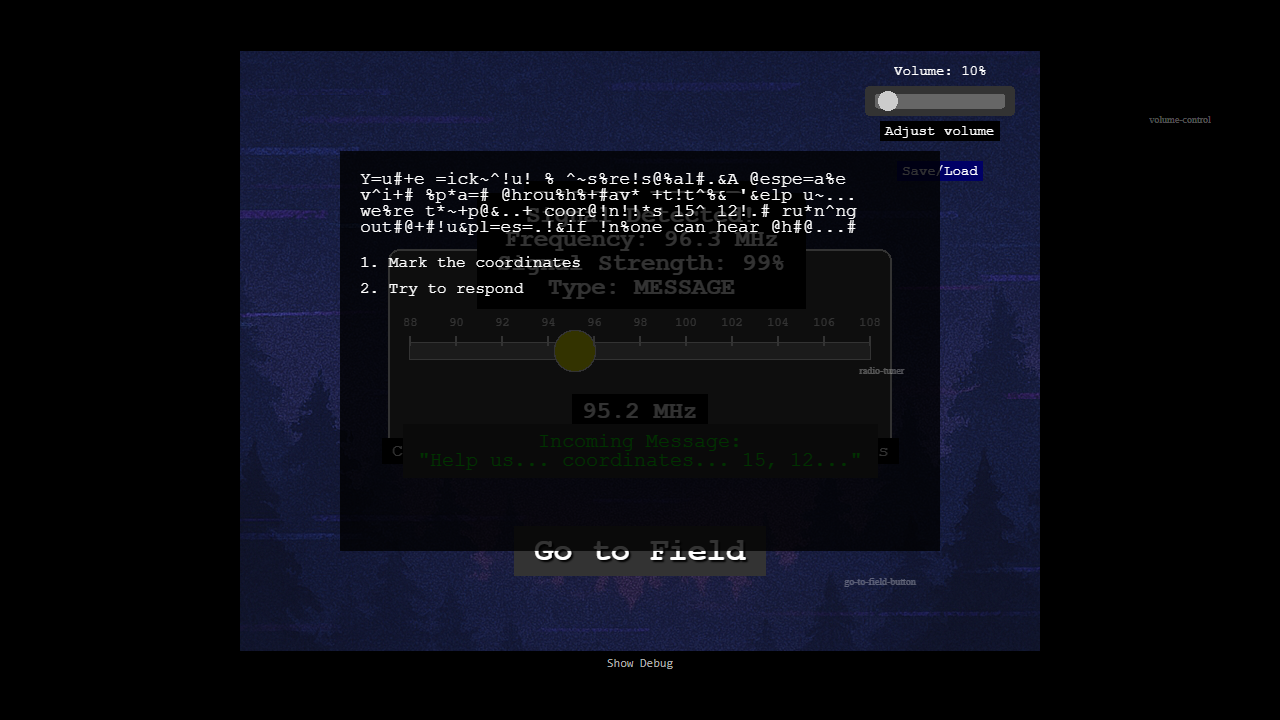 Volume: 10%
Adjust volume
volume-control
Save/Load
Y=u#+e =ick~^!u! % ^~s%re!s@%al#.&A @espe=a%e
v^i+# %p*a=# @hrou%h%+#av* +t!t^%& '&elp u~...
we%re t*~+p@&..+ coor@!n!!*s 15^ 12!.# ru*n^ng
out#@+#!u&pl=es=.!&if !n%one can hear @h#@...#
Signal Detected!
Frequency: 96.3 MHz
Signal Strength: 99%
Type: MESSAGE
1. Mark the coordinates
2. Try to respond
88 90 92 94 96 98 100 102 104 106 108
radio-tuner
95.2 MHz
Incoming Message:
"Help us... coordinates... 15, 12..."
Go to Field
go-to-field-button
Show Debug